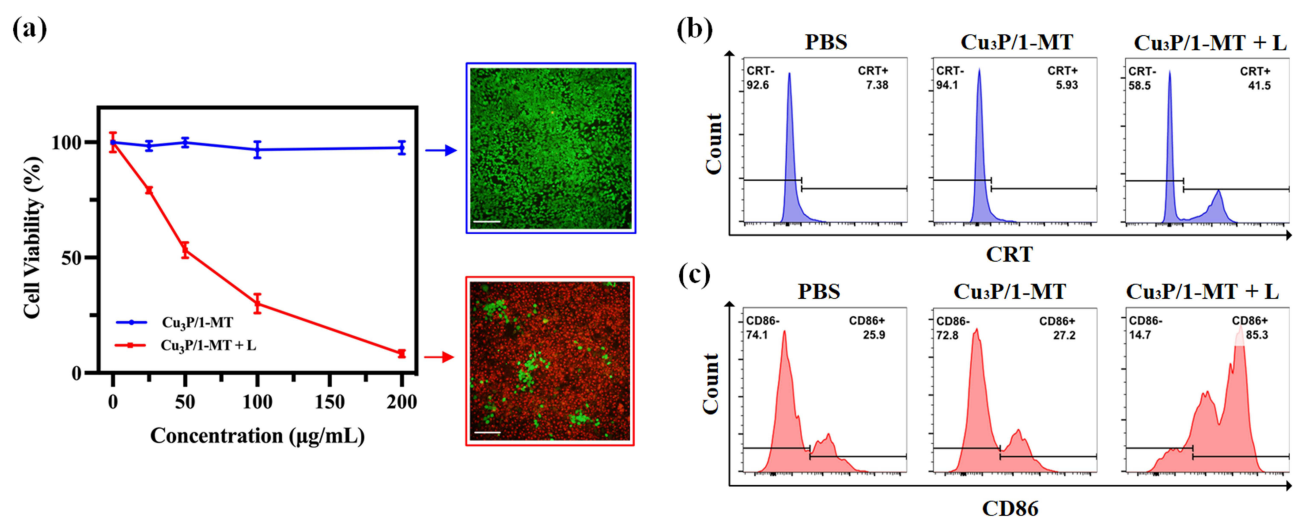 (a)
Cell Viability (%)
100
50
0
Cu₃P/1-MT
Cu₃P/1-MT + L
0 50 100 150 200
Concentration (μg/mL)
(b)
PBS Cu₃P/1-MT Cu₃P/1-MT + L
CRT- CRT+ CRT- CRT+ CRT- CRT+
92.6 7.38 94.1 5.93 58.5 41.5
Count
CRT
(c)
PBS Cu₃P/1-MT Cu₃P/1-MT + L
CD86- CD86+ CD86- CD86+ CD86- CD86+
74.1 25.9 72.8 27.2 14.7 85.3
Count
CD86